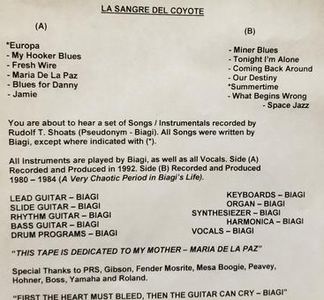 LA SANGRE DEL COYOTE
(A)
(B)
*Europa
- My Hooker Blues
- Fresh Wire
- Maria De La Paz
- Blues for Danny
- Jamie
- Miner Blues
- Tonight I'm Alone
- Coming Back Around
- Our Destiny
*Summertime
- What Begins Wrong
- Space Jazz
You are about to hear a set of Songs / Instrumentals recorded by
Rudolf T. Shoats (Pseudonym - Biagi). All Songs were written by
Biagi, except where indicated with (*).
All Instruments are played by Biagi, as well as all Vocals. Side (A)
Recorded and Produced in 1992. Side (B) Recorded and Produced
1980 – 1984 (A Very Chaotic Period in Biagi's Life).
LEAD GUITAR – BIAGI
SLIDE GUITAR – BIAGI
RHYTHM GUITAR – BIAGI
BASS GUITAR – BIAGI
DRUM PROGRAMS – BIAGI
KEYBOARDS – BIAGI
ORGAN – BIAGI
SYNTHESIEZER – BIAGI
HARMONICA – BIAGI
VOCALS – BIAGI
"THIS TAPE IS DEDICATED TO MY MOTHER – MARIA DE LA PAZ"
Special Thanks to PRS, Gibson, Fender Mosrite, Mesa Boogie, Peavey,
Hohner, Boss, Yamaha and Roland.
"FIRST THE HEART MUST BLEED, THEN THE GUITAR CAN CRY – BIAGI"